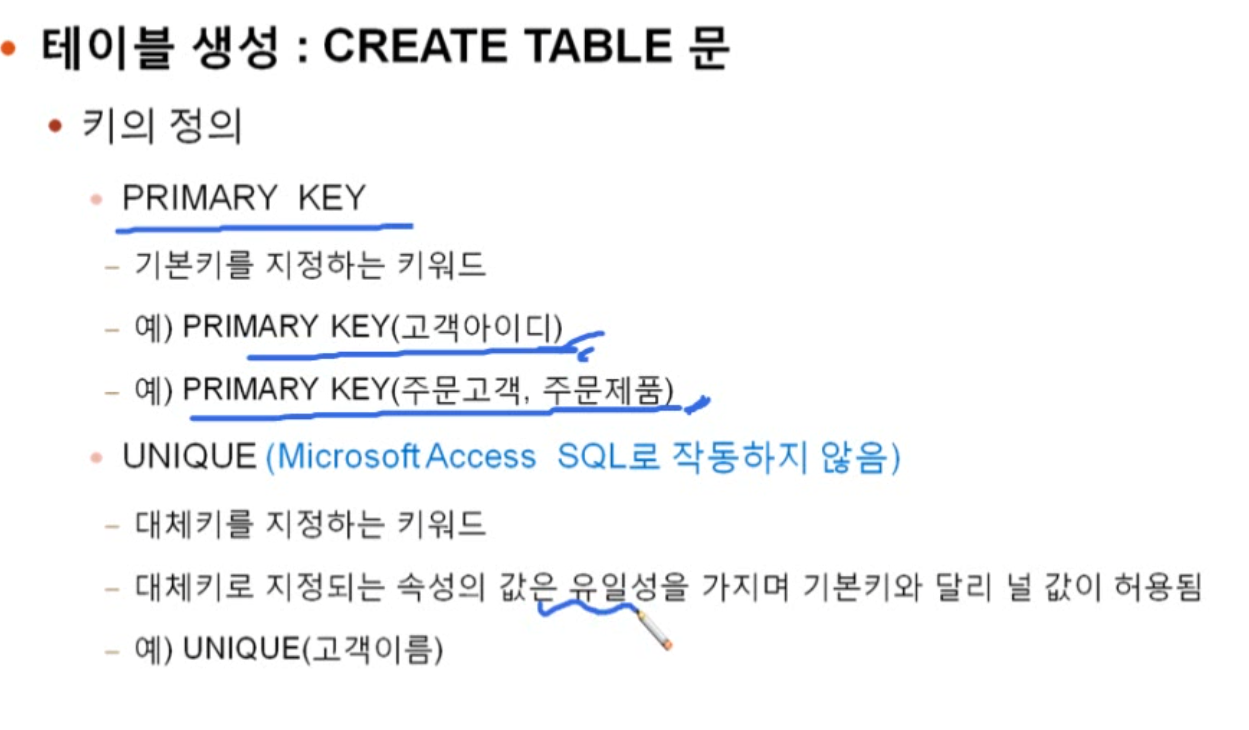 • 테이블 생성 : CREATE TABLE 문
• 키의 정의
• PRIMARY KEY
– 기본키를 지정하는 키워드
– 예) PRIMARY KEY(고객아이디)
– 예) PRIMARY KEY(주문고객, 주문제품)
• UNIQUE (Microsoft Access SQL로 작동하지 않음)
– 대체키를 지정하는 키워드
– 대체키로 지정되는 속성의 값은 유일성을 가지며 기본키와 달리 널 값이 허용됨
– 예) UNIQUE(고객이름)